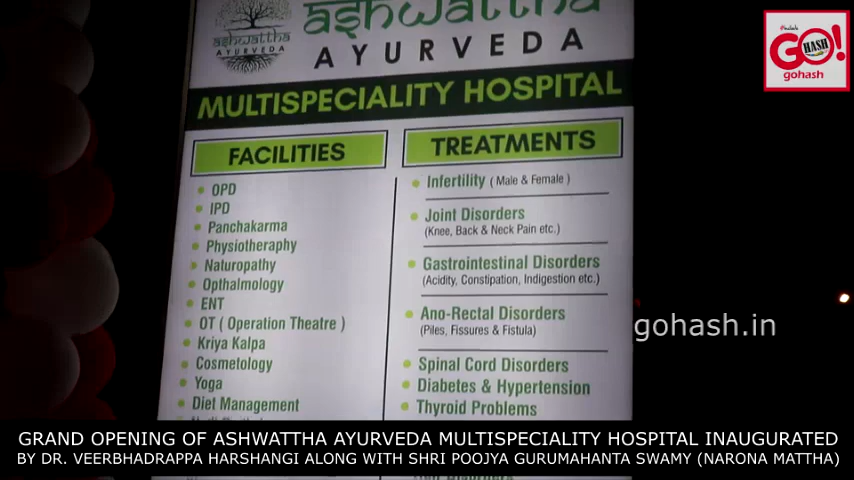 ashwattha
AYURVEDA
ashwattha
AYURVEDA
MULTISPECIALITY HOSPITAL
FACILITIES
OPD
IPD
Panchakarma
Physiotheraphy
Naturopathy
Opthalmology
ENT
OT ( Operation Theatre )
Kriya Kalpa
Cosmetology
Yoga
Diet Management
TREATMENTS
Infertility ( Male & Female )
Joint Disorders
(Knee, Back & Neck Pain etc.)
Gastrointestinal Disorders
(Acidity, Constipation, Indigestion etc.)
Ano-Rectal Disorders
(Piles, Fissures & Fistula)
Spinal Cord Disorders
Diabetes & Hypertension
Thyroid Problems
GO!
HASH
gohash
gohash.in
GRAND OPENING OF ASHWATTHA AYURVEDA MULTISPECIALITY HOSPITAL INAUGURATED
BY DR. VEERBHADRAPPA HARSHANGI ALONG WITH SHRI POOJYA GURUMAHANTA SWAMY (NARONA MATTHA)